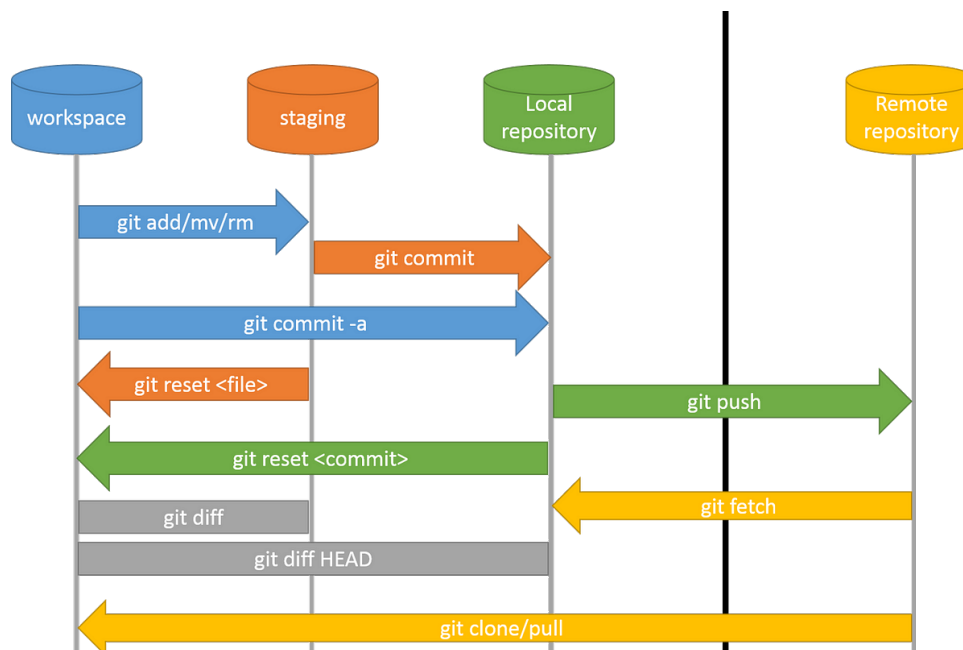 workspace
staging
Local
repository
Remote
repository
git add/mv/rm
git commit
git commit -a
git reset <file>
git push
git reset <commit>
git fetch
git diff
git diff HEAD
git clone/pull